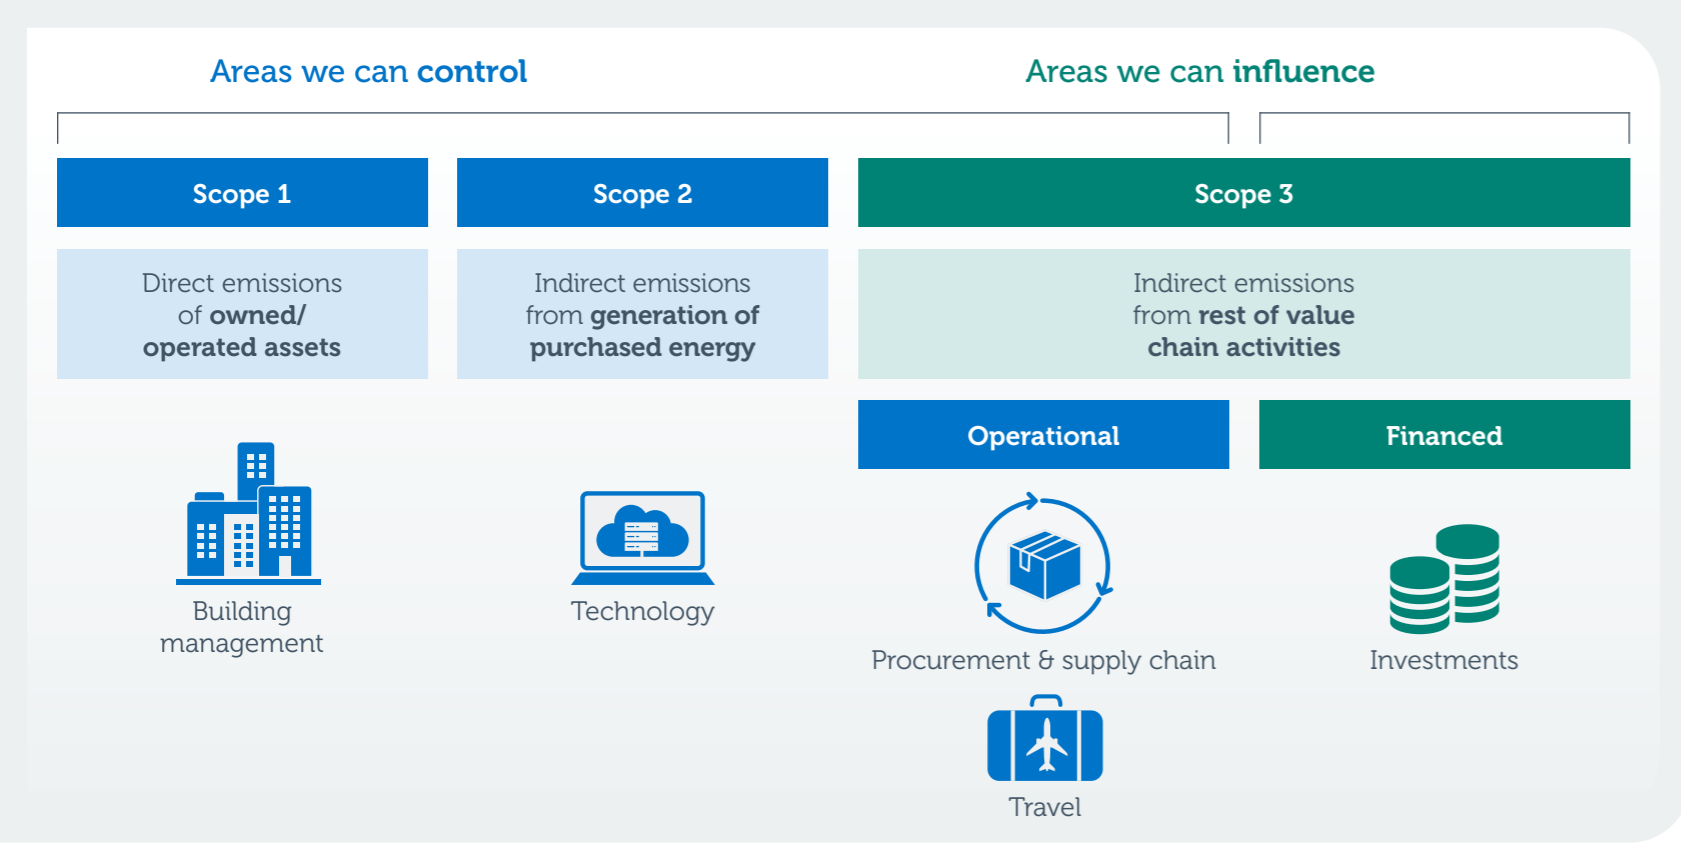 Areas we can control
Areas we can influence
Scope 1
Scope 2
Scope 3
Direct emissions
of owned/
operated assets
Indirect emissions
from generation of
purchased energy
Indirect emissions
from rest of value
chain activities
Operational
Financed
Building
management
Technology
Procurement & supply chain
Investments
Travel